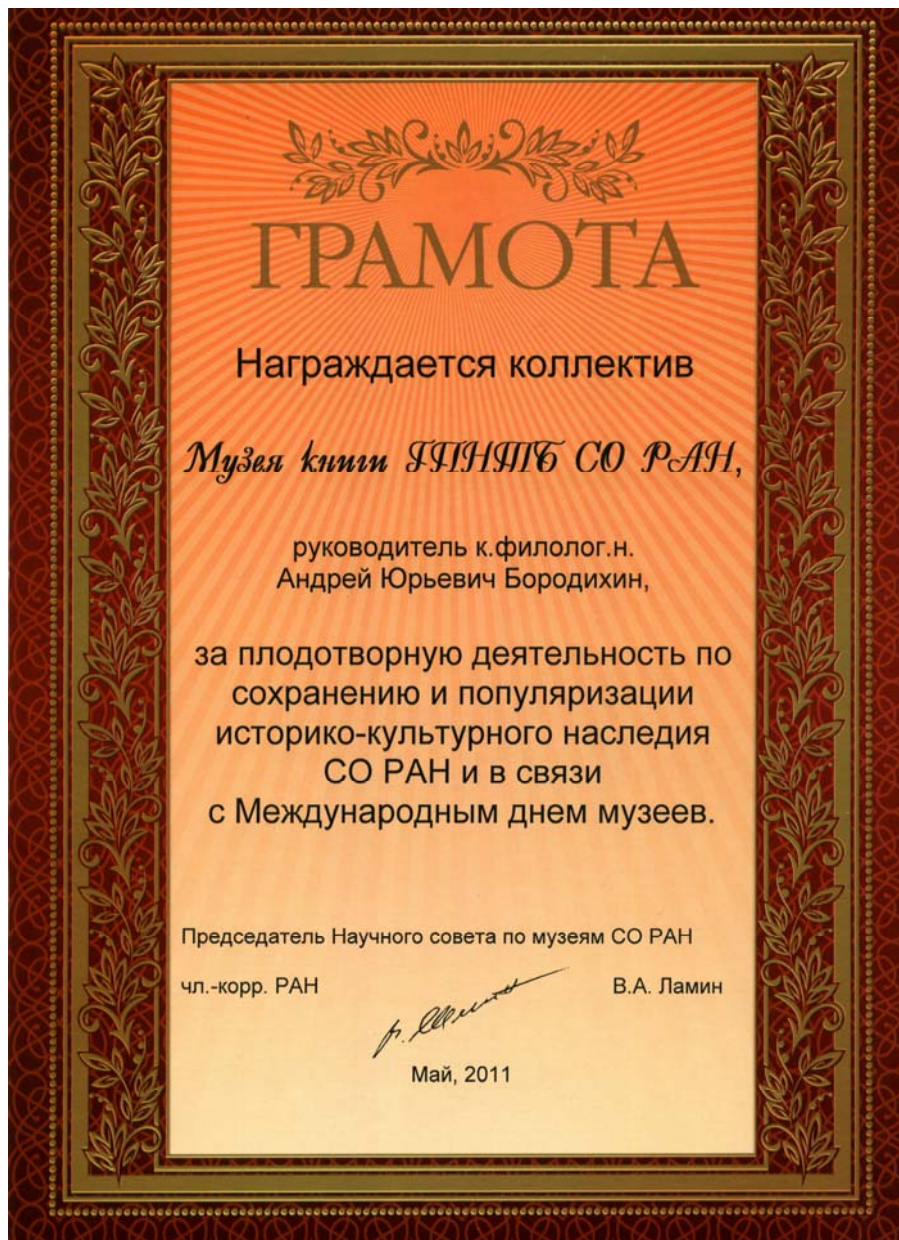 ГРАМОТА
Награждается коллектив
Музея книги ГПНТБ СО РАН,
руководитель к.филолог.н.
Андрей Юрьевич Бородихин,
за плодотворную деятельность по
сохранению и популяризации
историко-культурного наследия
СО РАН и в связи
с Международным днем музеев.
Председатель Научного совета по музеям СО РАН
чл.-корр. РАН В.А. Ламин
Май, 2011